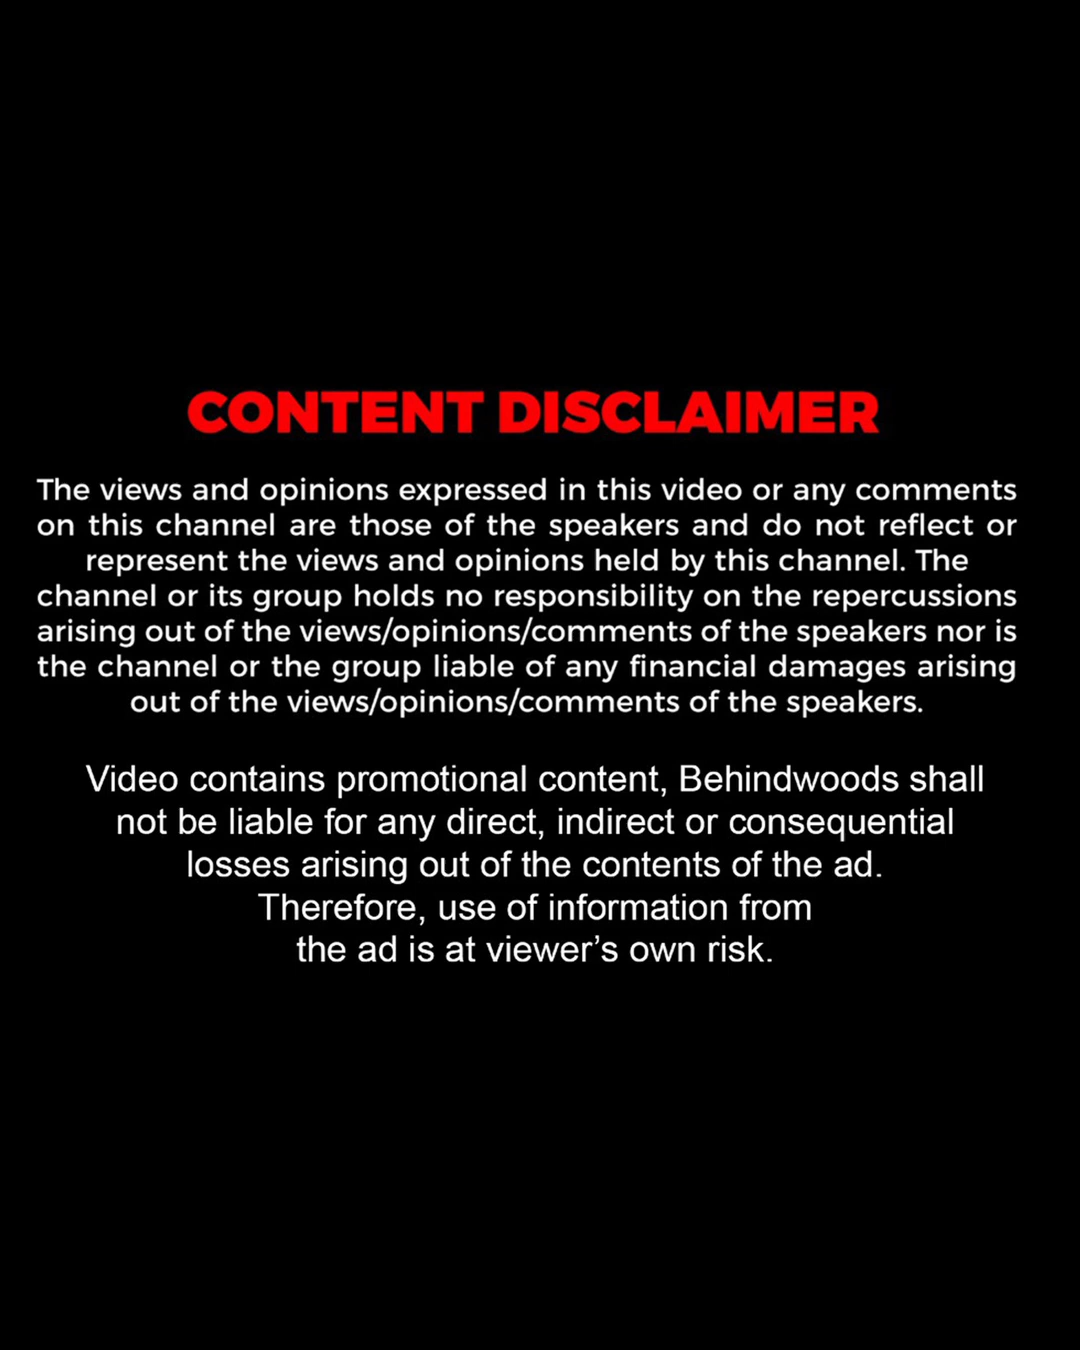 CONTENT DISCLAIMER
The views and opinions expressed in this video or any comments
on this channel are those of the speakers and do not reflect or
represent the views and opinions held by this channel. The
channel or its group holds no responsibility on the repercussions
arising out of the views/opinions/comments of the speakers nor is
the channel or the group liable of any financial damages arising
out of the views/opinions/comments of the speakers.
Video contains promotional content, Behindwoods shall
not be liable for any direct, indirect or consequential
losses arising out of the contents of the ad.
Therefore, use of information from
the ad is at viewer’s own risk.